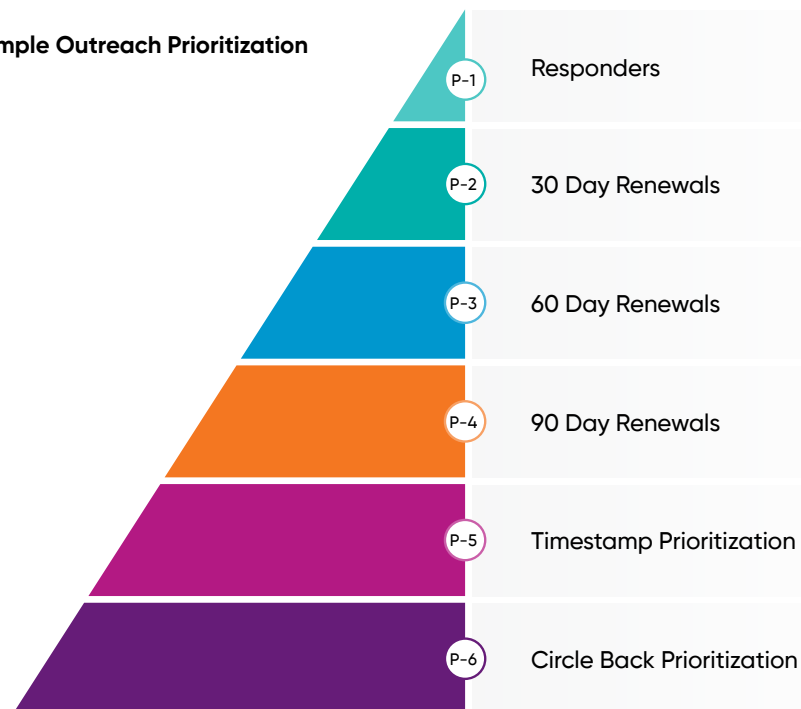 mple Outreach Prioritization
P-1 Responders
P-2 30 Day Renewals
P-3 60 Day Renewals
P-4 90 Day Renewals
P-5 Timestamp Prioritization
P-6 Circle Back Prioritization